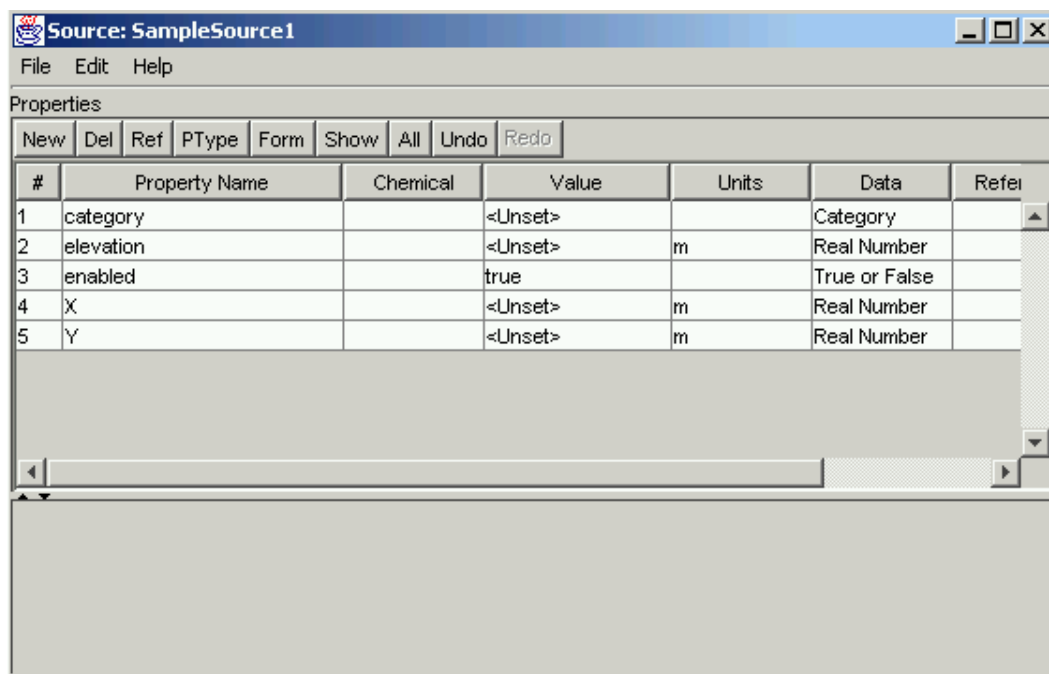 Source: SampleSource1
File Edit Help
Properties
New Del Ref PType Form Show All Undo Redo
# Property Name Chemical Value Units Data Refer
1 category <Unset> Category
2 elevation <Unset> m Real Number
3 enabled true True or False
4 X <Unset> m Real Number
5 Y <Unset> m Real Number